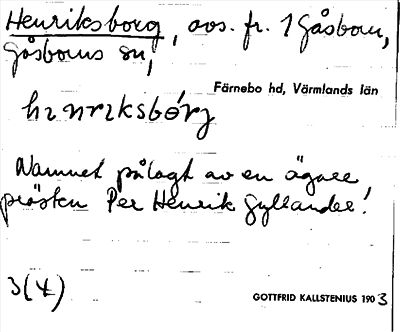 Henriksborg, avs. fr. 1 Gåsborn,
Gåsborns sn,
Färnebo hd, Värmlands län
Namnet pålagt av en ägare,
prosten Per Henrik Gyllander!
3(4)
GOTTFRID KALLSTENIUS 1903